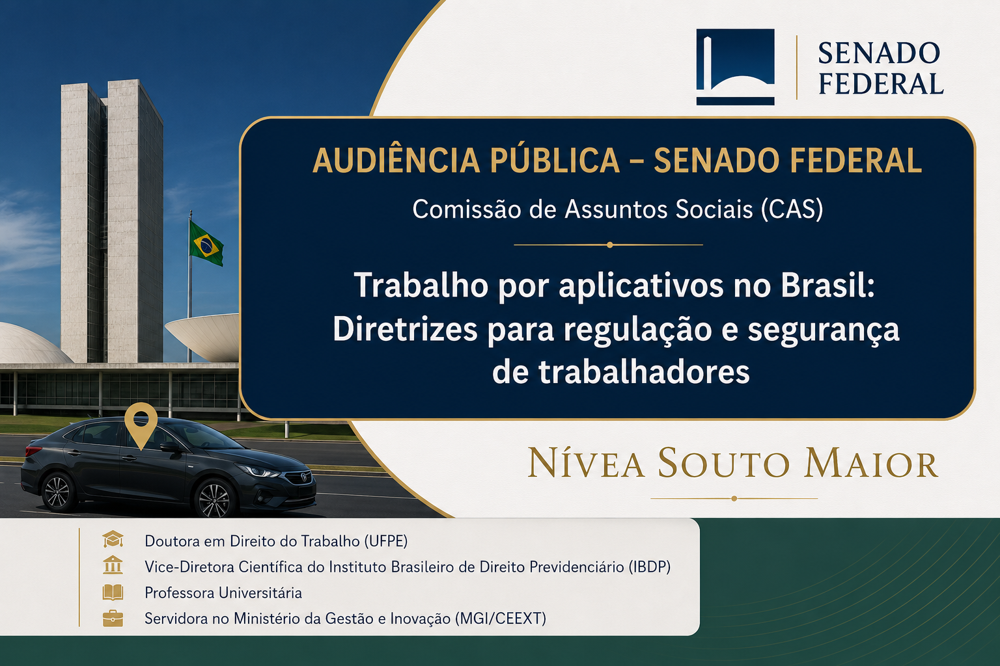 SENADO
FEDERAL
AUDIÊNCIA PÚBLICA – SENADO FEDERAL
Comissão de Assuntos Sociais (CAS)
Trabalho por aplicativos no Brasil:
Diretrizes para regulação e segurança
de trabalhadores
NÍVEA SOUTO MAIOR
Doutora em Direito do Trabalho (UFPE)
Vice-Diretora Científica do Instituto Brasileiro de Direito Previdenciário (IBDP)
Professora Universitária
Servidora no Ministério da Gestão e Inovação (MGI/CEEXT)